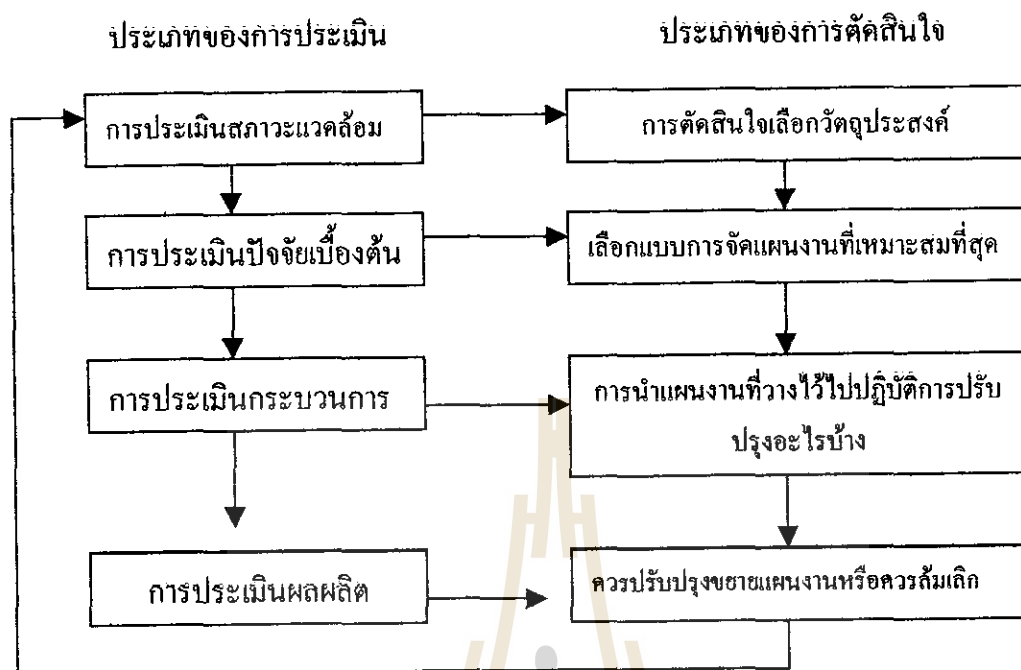 ประเภทของการประเมิน
ประเภทของการตัดสินใจ
การประเมินสภาวะแวดล้อม
การตัดสินใจเลือกวัตถุประสงค์
การประเมินปัจจัยเบื้องต้น
เลือกแบบการจัดแผนงานที่เหมาะสมที่สุด
การประเมินกระบวนการ
การนำแผนงานที่วางไว้ไปปฏิบัติการปรับ
ปรุงอะไรบ้าง
การประเมินผลผลิต
ควรปรับปรุงขยายแผนงานหรือควรล้มเลิก